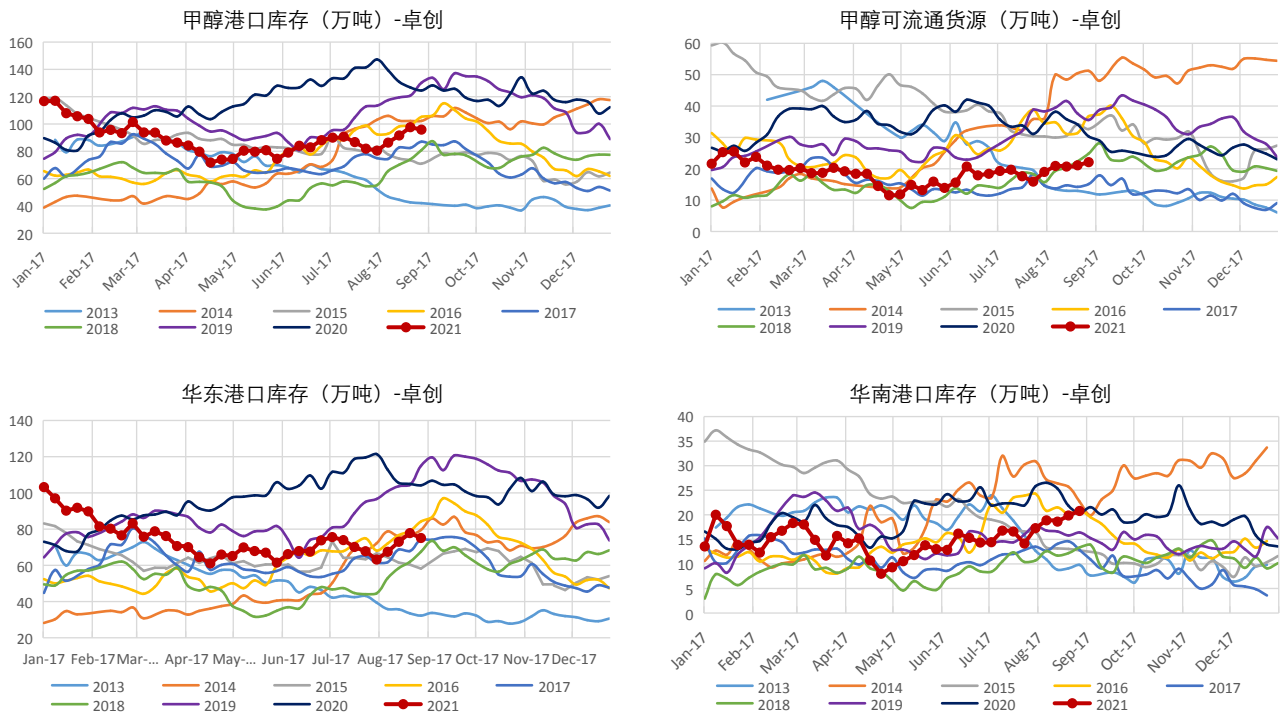 甲醇港口库存（万吨）-卓创
160
140
120
100
80
60
40
20
Jan-17
Feb-17
Mar-17
Apr-17
May-17
Jun-17
Jul-17
Aug-17
Sep-17
Oct-17
Nov-17
Dec-17
2013 2014 2015 2016 2017
2018 2019 2020 2021
甲醇可流通货源（万吨）-卓创
60
50
40
30
20
10
0
Jan-17
Feb-17
Mar-17
Apr-17
May-17
Jun-17
Jul-17
Aug-17
Sep-17
Oct-17
Nov-17
Dec-17
2013 2014 2015 2016 2017
2018 2019 2020 2021
华东港口库存（万吨）-卓创
140
120
100
80
60
40
20
Jan-17 Feb-17 Mar-... Apr-17 May-... Jun-17 Jul-17 Aug-17 Sep-17 Oct-17 Nov-17 Dec-17
2013 2014 2015 2016 2017
2018 2019 2020 2021
华南港口库存（万吨）-卓创
40
35
30
25
20
15
10
5
0
Jan-17
Feb-17
Mar-17
Apr-17
May-17
Jun-17
Jul-17
Aug-17
Sep-17
Oct-17
Nov-17
Dec-17
2013 2014 2015 2016 2017
2018 2019 2020 2021